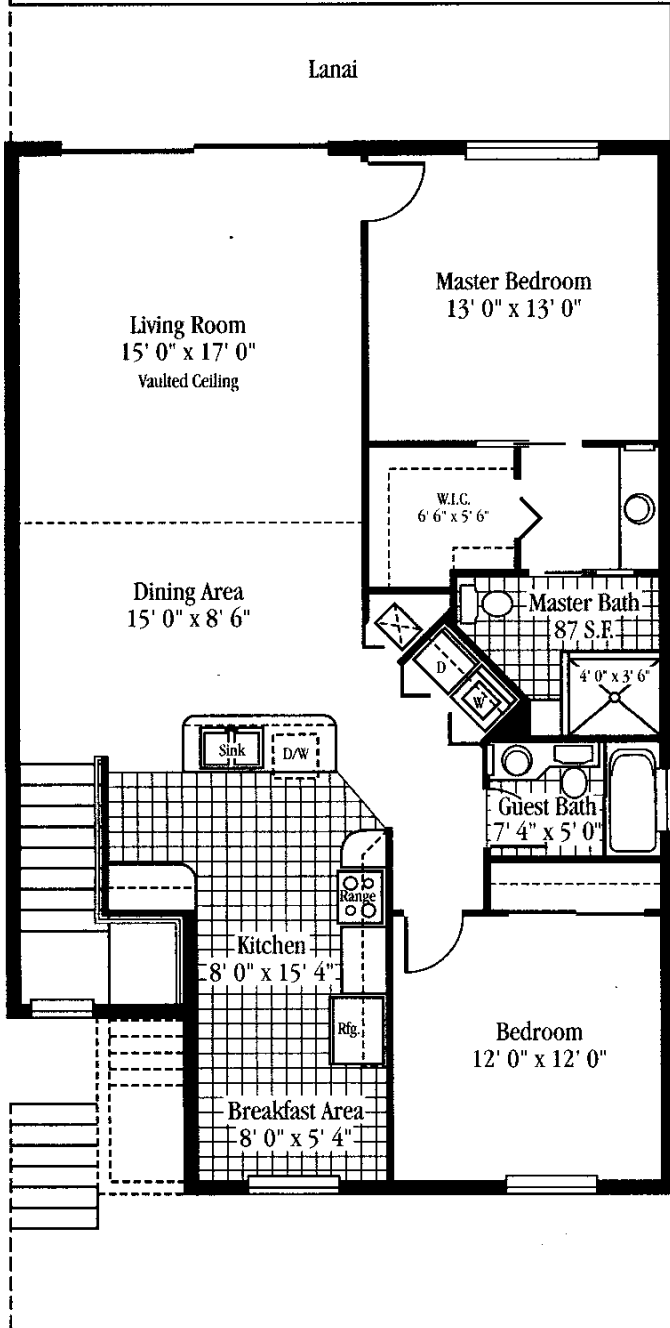 Lanai
Master Bedroom
13' 0" x 13' 0"
Living Room
15' 0" x 17' 0"
Vaulted Ceiling
W.I.C.
6' 6" x 5' 6"
Dining Area
15' 0" x 8' 6"
Master Bath
87 S.F.
4' 0" x 3' 6"
D
W
Sink
D/W
Guest Bath
7' 4" x 5' 0"
Range
Kitchen
8' 0" x 15' 4"
Rfg.
Bedroom
12' 0" x 12' 0"
Breakfast Area
8' 0" x 5' 4"